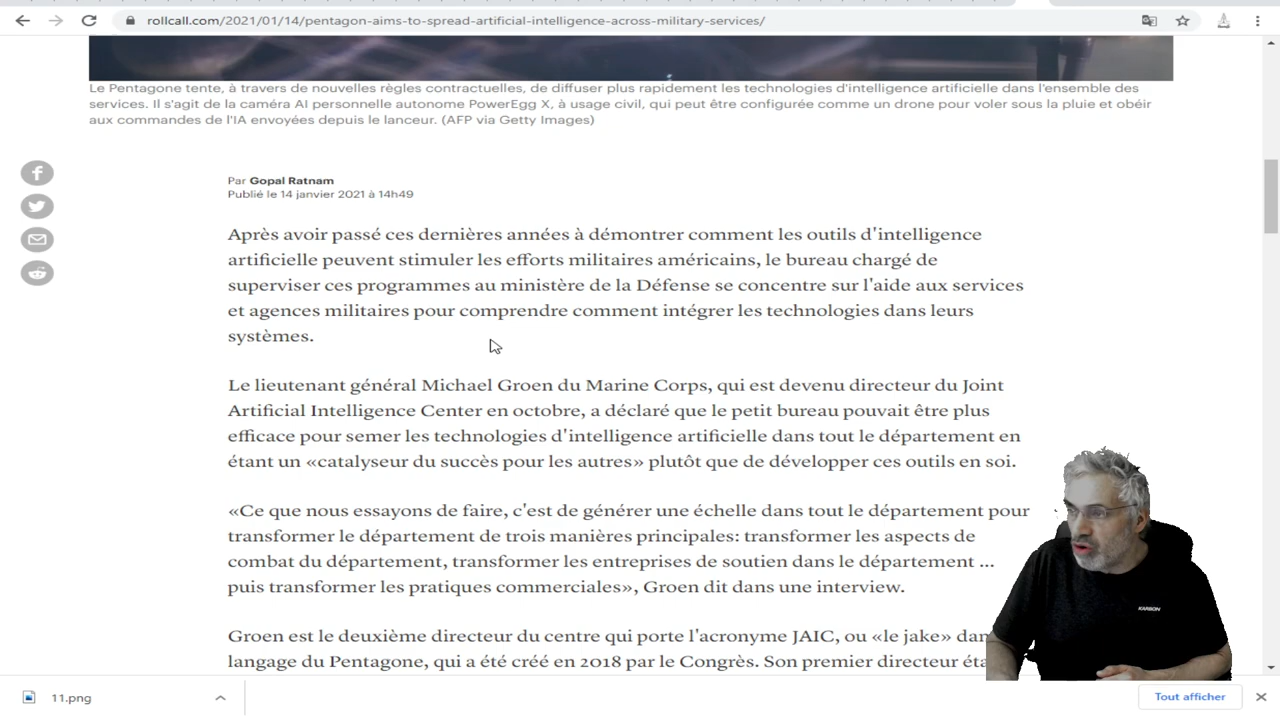 rollcall.com/2021/01/14/pentagon-aims-to-spread-artificial-intelligence-across-military-services/
Le Pentagone tente, à travers de nouvelles règles contractuelles, de diffuser plus rapidement les technologies d'intelligence artificielle dans l'ensemble des
services. Il s'agit de la caméra AI personnelle autonome PowerEgg X, à usage civil, qui peut être configurée comme un drone pour voler sous la pluie et obéir
aux commandes de l'IA envoyées depuis le lanceur. (AFP via Getty Images)
Par Gopal Ratnam
Publié le 14 janvier 2021 à 14h49
Après avoir passé ces dernières années à démontrer comment les outils d'intelligence
artificielle peuvent stimuler les efforts militaires américains, le bureau chargé de
superviser ces programmes au ministère de la Défense se concentre sur l'aide aux services
et agences militaires pour comprendre comment intégrer les technologies dans leurs
systèmes.
Le lieutenant général Michael Groen du Marine Corps, qui est devenu directeur du Joint
Artificial Intelligence Center en octobre, a déclaré que le petit bureau pouvait être plus
efficace pour semer les technologies d'intelligence artificielle dans tout le département en
étant un «catalyseur du succès pour les autres» plutôt que de développer ces outils en soi.
«Ce que nous essayons de faire, c'est de générer une échelle dans tout le département pour
transformer le département de trois manières principales: transformer les aspects de
combat du département, transformer les entreprises de soutien dans le département ...
puis transformer les pratiques commerciales», Groen dit dans une interview.
Groen est le deuxième directeur du centre qui porte l'acronyme JAIC, ou «le jake»
langage du Pentagone, qui a été créé en 2018 par le Congrès. Son premier directeur
KARBON
11.png
Tout afficher